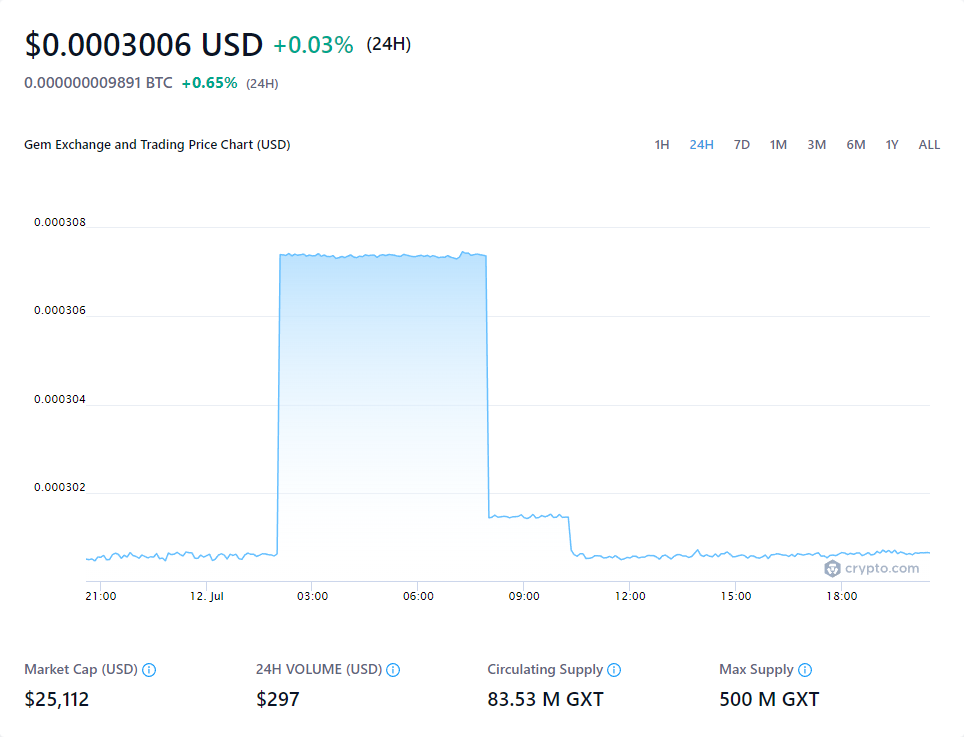 $0.0003006 USD +0.03% (24H)
0.000000009891 BTC +0.65% (24H)
Gem Exchange and Trading Price Chart (USD) 1H 24H 7D 1M 3M 6M 1Y ALL
0.000308
0.000306
0.000304
0.000302
crypto.com
21:00 12. Jul 03:00 06:00 09:00 12:00 15:00 18:00
Market Cap (USD) 24H VOLUME (USD) Circulating Supply Max Supply
$25,112 $297 83.53 M GXT 500 M GXT